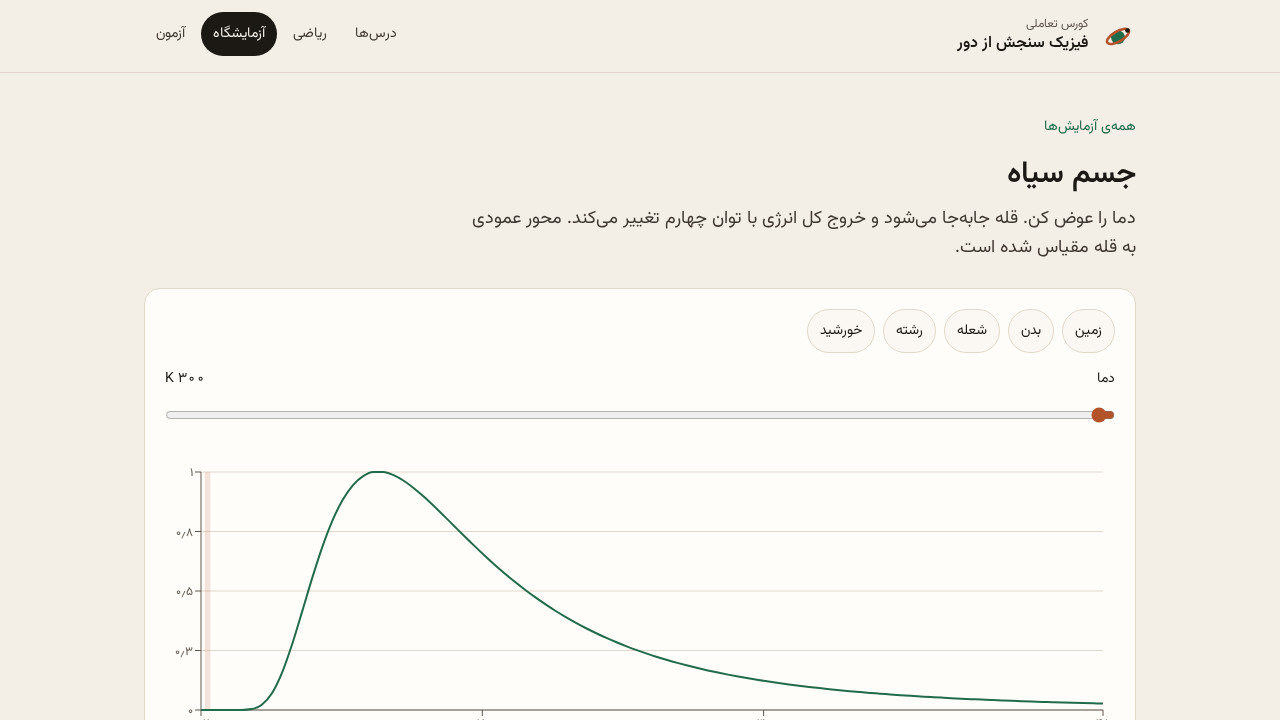 کورس تعاملی
فیزیک سنجش از دور
درس‌ها
ریاضی
آزمایشگاه
آزمون
همه‌ی آزمایش‌ها
جسم سیاه
دما را عوض کن. قله جابه‌جا می‌شود و خروج کل انرژی با توان چهارم تغییر می‌کند. محور عمودی
به قله مقیاس شده است.
زمین
بدن
شعله
رشته
خورشید
دما
۳۰۰ K
۱
۰٫۸
۰٫۵
۰٫۳
۰